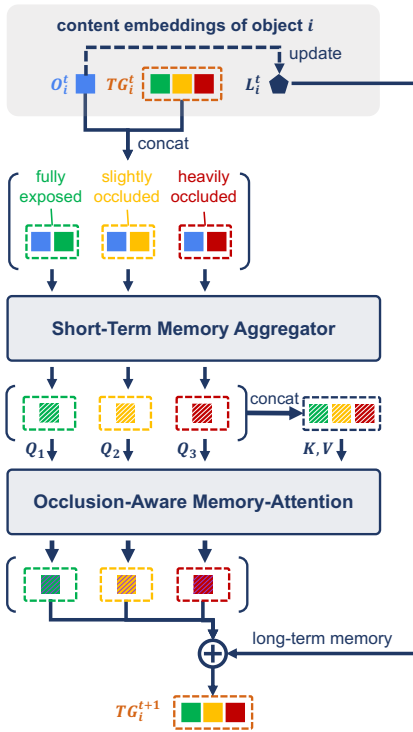 content embeddings of object i
update
O_i^t TG_i^t L_i^t
concat
fully exposed
slightly occluded
heavily occluded
Short-Term Memory Aggregator
concat
Q_1 Q_2 Q_3 K, V
Occlusion-Aware Memory-Attention
long-term memory
TG_i^{t+1}